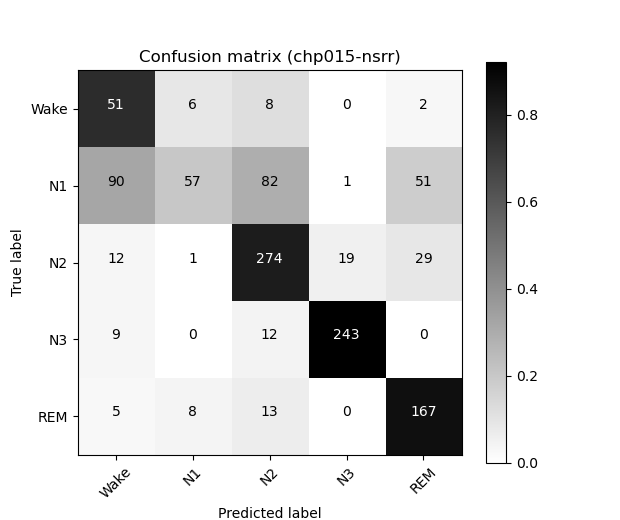 Confusion matrix (chp015-nsrr)
True label
Wake 51 6 8 0 2
N1 90 57 82 1 51
N2 12 1 274 19 29
N3 9 0 12 243 0
REM 5 8 13 0 167
Wake N1 N2 N3 REM
Predicted label
0.8
0.6
0.4
0.2
0.0